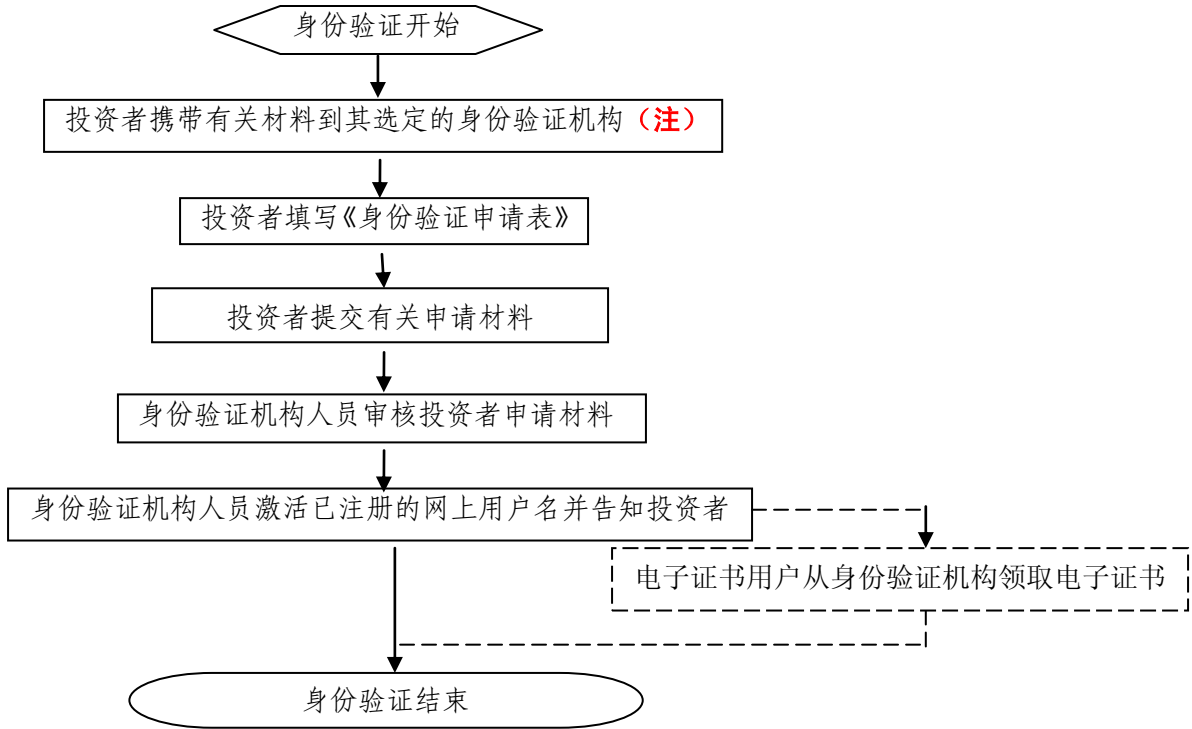 身份验证开始
投资者携带有关材料到其选定的身份验证机构（注）
投资者填写《身份验证申请表》
投资者提交有关申请材料
身份验证机构人员审核投资者申请材料
身份验证机构人员激活已注册的网上用户名并告知投资者
电子证书用户从身份验证机构领取电子证书
身份验证结束